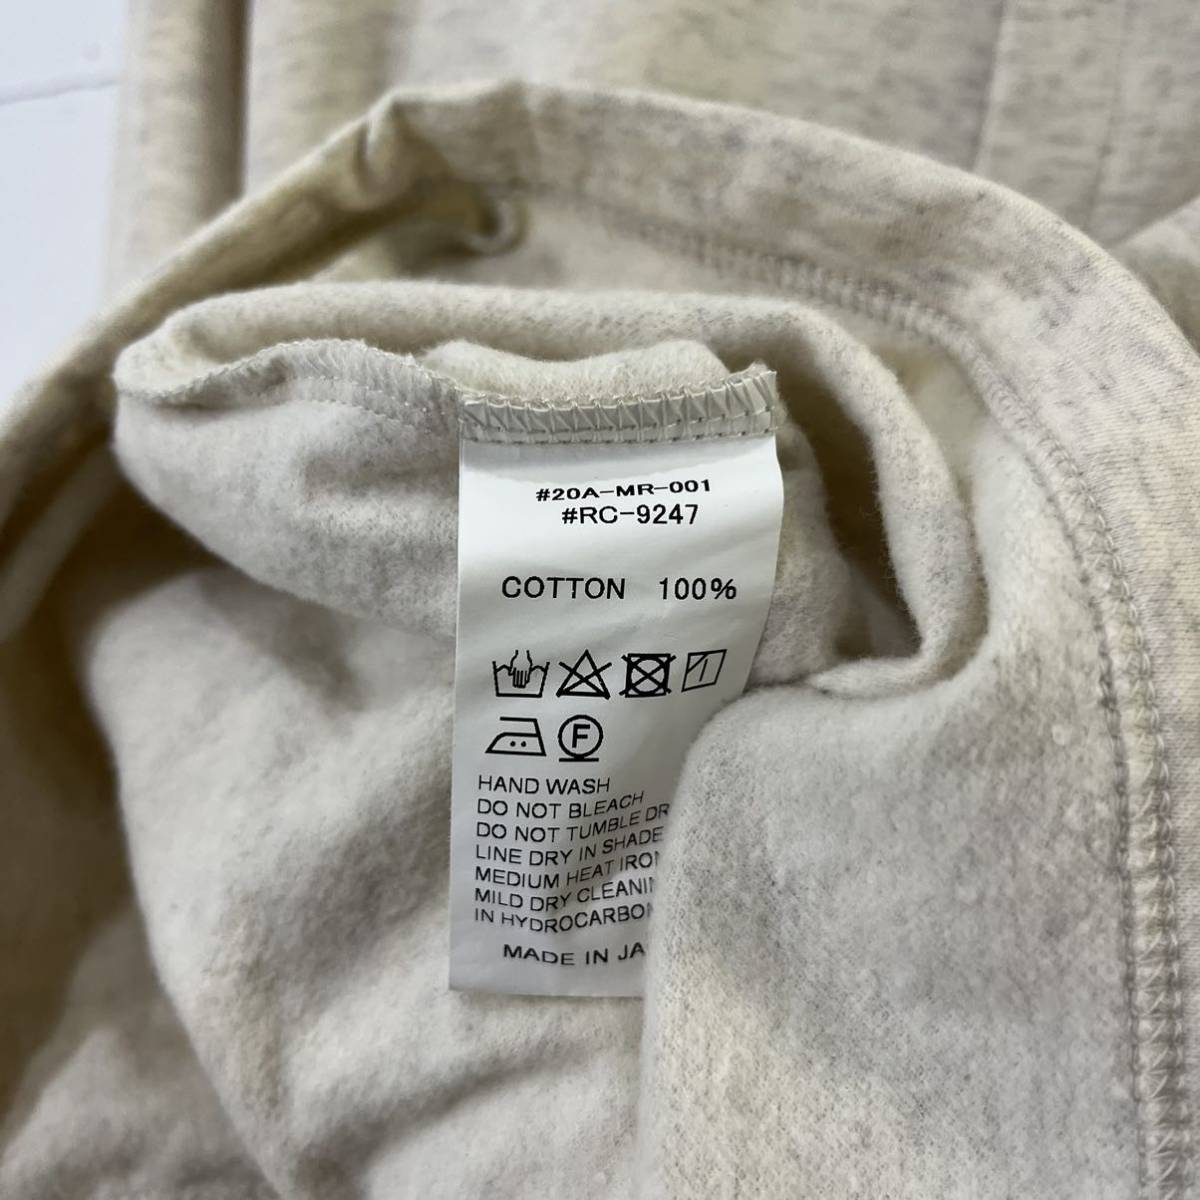 #20A-MR-001
#RC-9247
COTTON 100%
F
HAND WASH
DO NOT BLEACH
DO NOT TUMBLE DR
LINE DRY IN SHADE
MEDIUM HEAT IRON
MILD DRY CLEANIN
IN HYDROCARBON
MADE IN JA